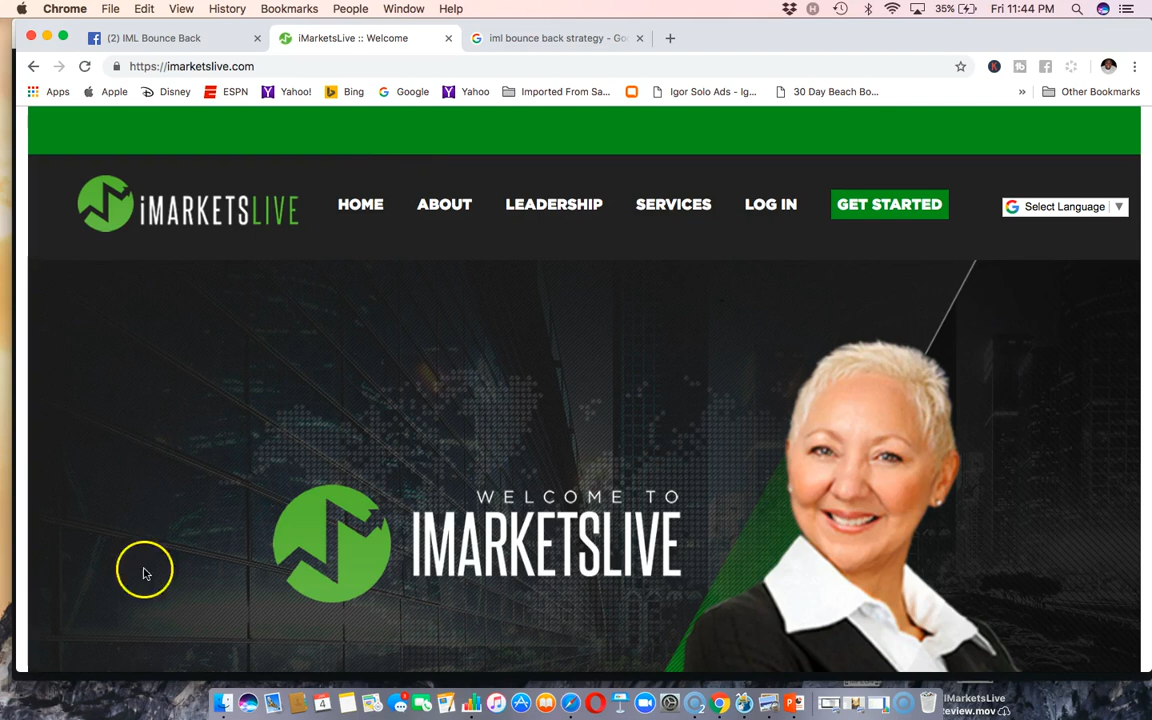 Chrome File Edit View History Bookmarks People Window Help 35% Fri 11:44 PM
(2) IML Bounce Back
iMarketsLive :: Welcome
iml bounce back strategy - Goo
https://imarketslive.com
Apps Apple Disney ESPN Yahoo! Bing Google Yahoo Imported From Sa... Igor Solo Ads - Ig... 30 Day Beach Bo... » Other Bookmarks
iMARKETSLIVE
HOME ABOUT LEADERSHIP SERVICES LOG IN GET STARTED
Select Language ▼
WELCOME TO
IMARKETSLIVE
iMarketsLive
review.mov